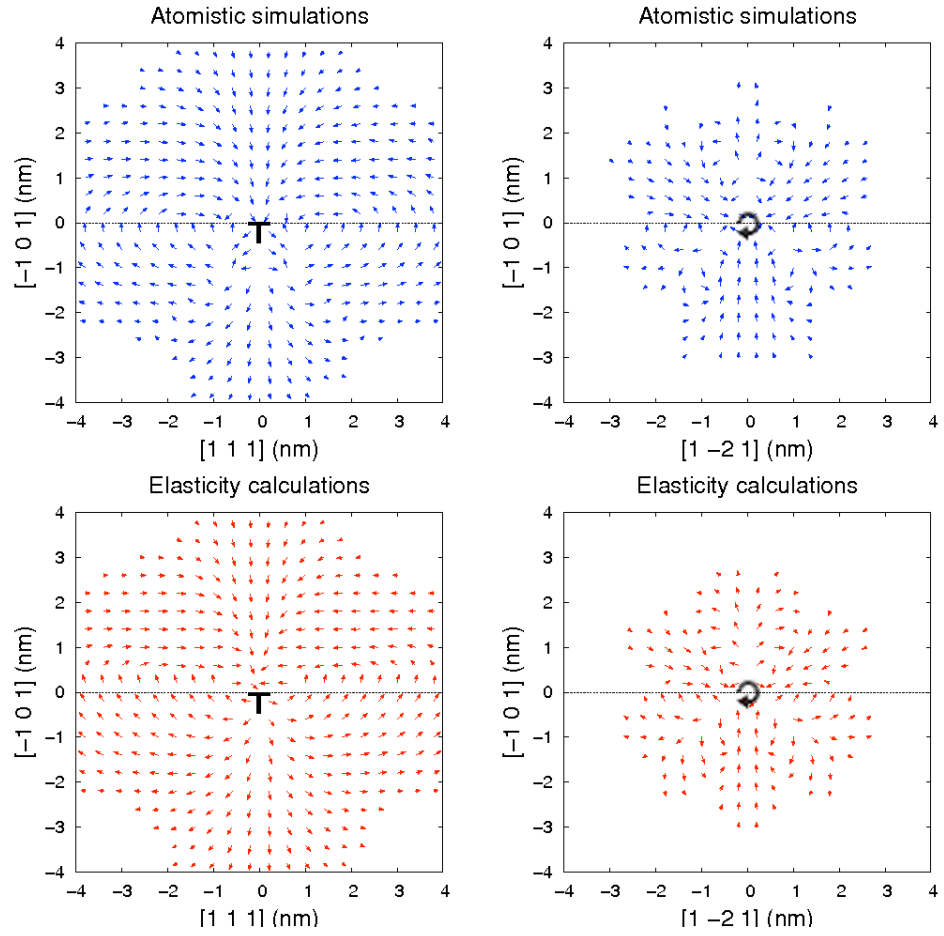 Atomistic simulations
4
3
2
1
0
−1
−2
−3
−4
[−1 0 1] (nm)
−4 −3 −2 −1 0 1 2 3 4
[1 1 1] (nm)
Atomistic simulations
4
3
2
1
0
−1
−2
−3
−4
[−1 0 1] (nm)
−4 −3 −2 −1 0 1 2 3 4
[1 −2 1] (nm)
Elasticity calculations
4
3
2
1
0
−1
−2
−3
−4
[−1 0 1] (nm)
−4 −3 −2 −1 0 1 2 3 4
[1 1 1] (nm)
Elasticity calculations
4
3
2
1
0
−1
−2
−3
−4
[−1 0 1] (nm)
−4 −3 −2 −1 0 1 2 3 4
[1 −2 1] (nm)